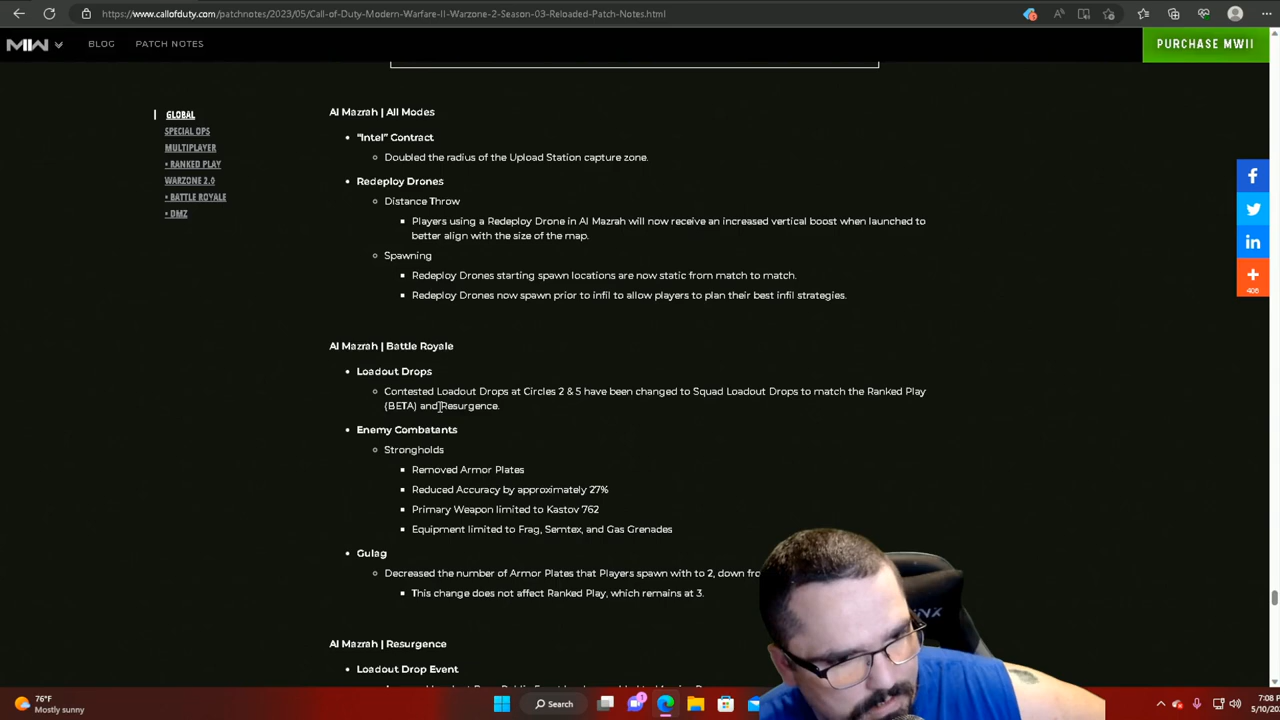 https://www.callofduty.com/patchnotes/2023/05/Call-of-Duty-Modern-Warfare-II-Warzone-2-Season-03-Reloaded-Patch-Notes.html
MW BLOG PATCH NOTES PURCHASE MWII
GLOBAL
SPECIAL OPS
MULTIPLAYER
• RANKED PLAY
WARZONE 2.0
• BATTLE ROYALE
• DMZ
Al Mazrah | All Modes
"Intel" Contract
Doubled the radius of the Upload Station capture zone.
Redeploy Drones
Distance Throw
Players using a Redeploy Drone in Al Mazrah will now receive an increased vertical boost when launched to
better align with the size of the map.
Spawning
Redeploy Drones starting spawn locations are now static from match to match.
Redeploy Drones now spawn prior to infil to allow players to plan their best infil strategies.
Al Mazrah | Battle Royale
Loadout Drops
Contested Loadout Drops at Circles 2 & 5 have been changed to Squad Loadout Drops to match the Ranked Play
(BETA) and Resurgence.
Enemy Combatants
Strongholds
Removed Armor Plates
Reduced Accuracy by approximately 27%
Primary Weapon limited to Kastov 762
Equipment limited to Frag, Semtex, and Gas Grenades
Gulag
Decreased the number of Armor Plates that Players spawn with to 2, down
This change does not affect Ranked Play, which remains at 3.
Al Mazrah | Resurgence
Loadout Drop Event
406
76°F
Mostly sunny
Search
7:08
5/10